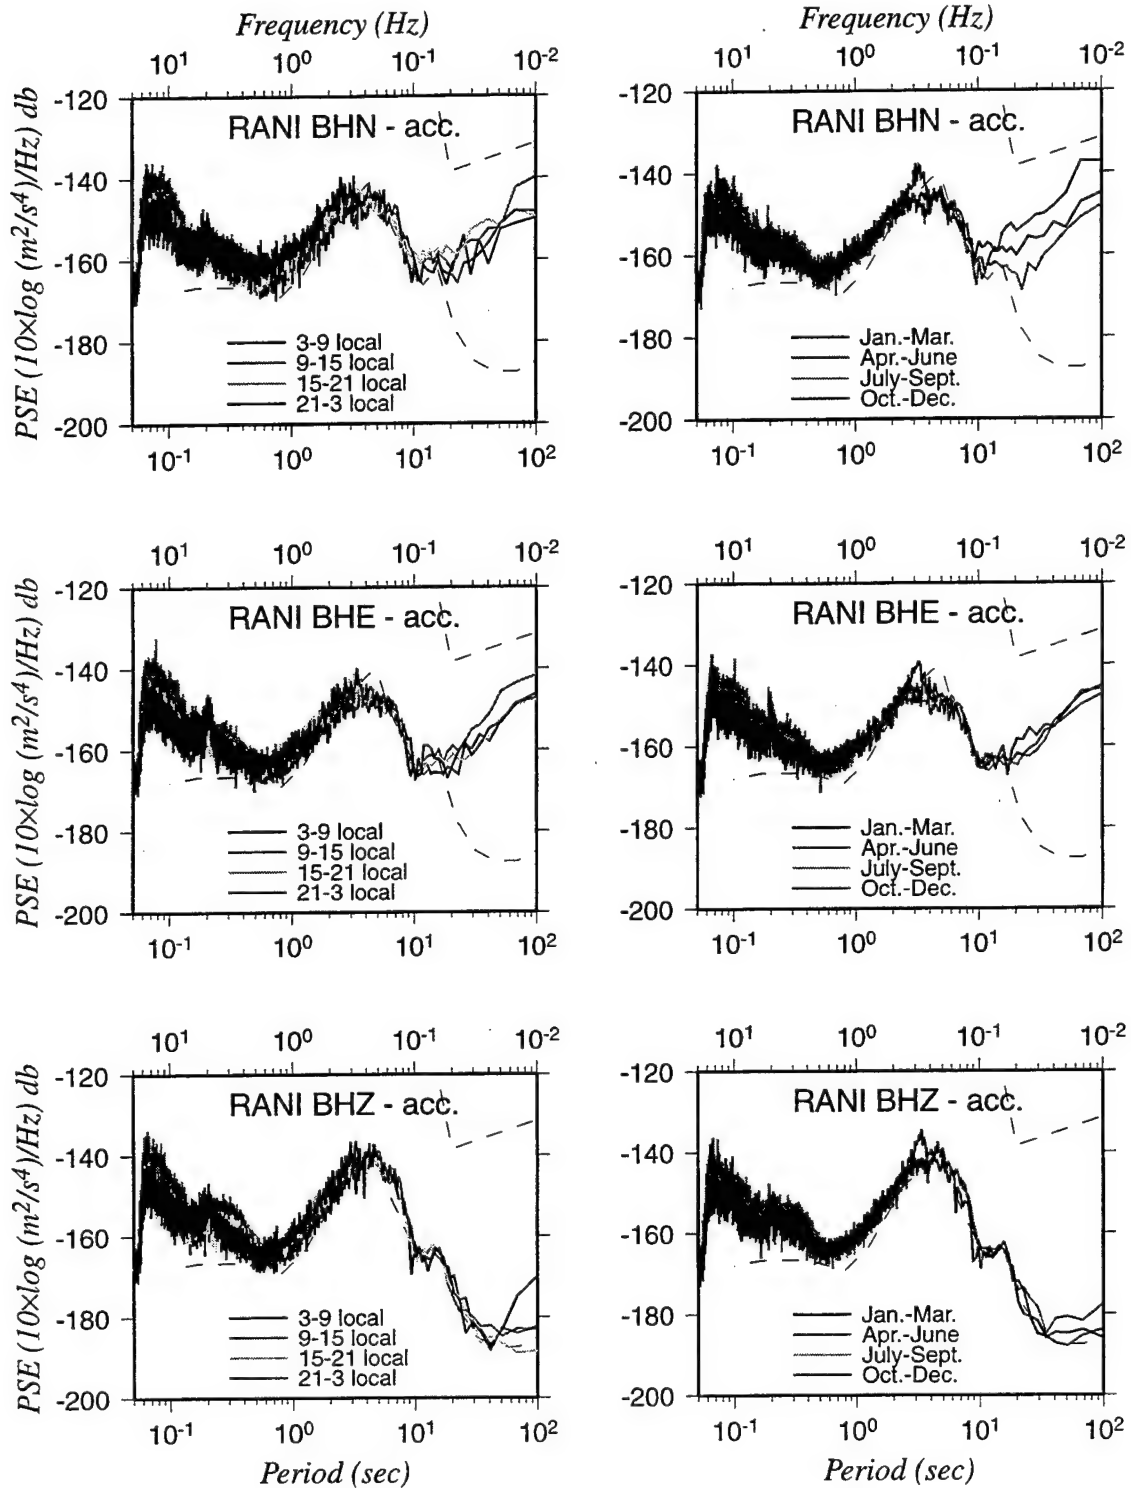 Frequency (Hz)
Frequency (Hz)
10¹ 10⁰ 10⁻¹ 10⁻²
10¹ 10⁰ 10⁻¹ 10⁻²
PSE (10×log (m²/s⁴)/Hz) db
-120
-140
-160
-180
-200
RANI BHN - acc.
3-9 local
9-15 local
15-21 local
21-3 local
10⁻¹ 10⁰ 10¹ 10²
-120
-140
-160
-180
-200
RANI BHN - acc.
Jan.-Mar.
Apr.-June
July-Sept.
Oct.-Dec.
10⁻¹ 10⁰ 10¹ 10²
10¹ 10⁰ 10⁻¹ 10⁻²
10¹ 10⁰ 10⁻¹ 10⁻²
PSE (10×log (m²/s⁴)/Hz) db
-120
-140
-160
-180
-200
RANI BHE - acc.
3-9 local
9-15 local
15-21 local
21-3 local
10⁻¹ 10⁰ 10¹ 10²
-120
-140
-160
-180
-200
RANI BHE - acc.
Jan.-Mar.
Apr.-June
July-Sept.
Oct.-Dec.
10⁻¹ 10⁰ 10¹ 10²
10¹ 10⁰ 10⁻¹ 10⁻²
10¹ 10⁰ 10⁻¹ 10⁻²
PSE (10×log (m²/s⁴)/Hz) db
-120
-140
-160
-180
-200
RANI BHZ - acc.
3-9 local
9-15 local
15-21 local
21-3 local
10⁻¹ 10⁰ 10¹ 10²
Period (sec)
-120
-140
-160
-180
-200
RANI BHZ - acc.
Jan.-Mar.
Apr.-June
July-Sept.
Oct.-Dec.
10⁻¹ 10⁰ 10¹ 10²
Period (sec)